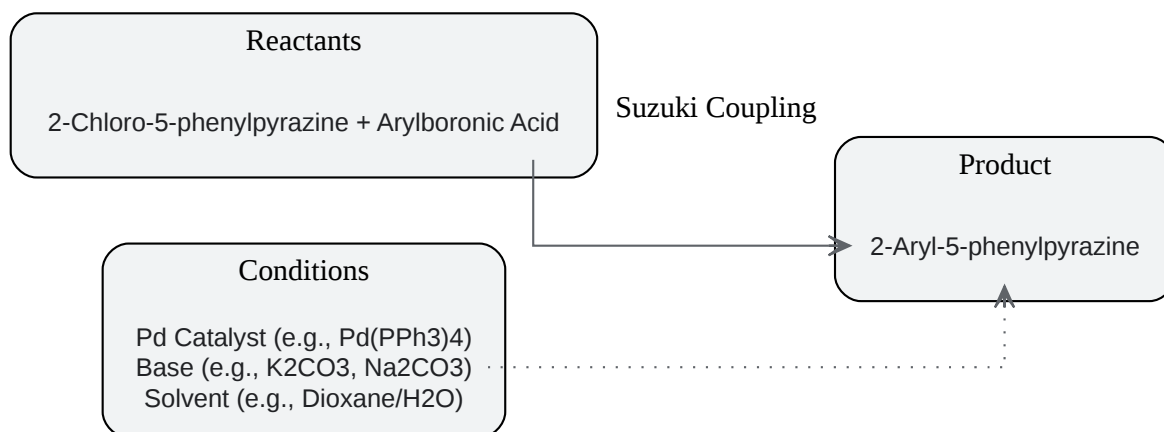 Reactants
2-Chloro-5-phenylpyrazine + Arylboronic Acid
Suzuki Coupling
Product
2-Aryl-5-phenylpyrazine
Conditions
Pd Catalyst (e.g., Pd(PPh3)4)
Base (e.g., K2CO3, Na2CO3)
Solvent (e.g., Dioxane/H2O)